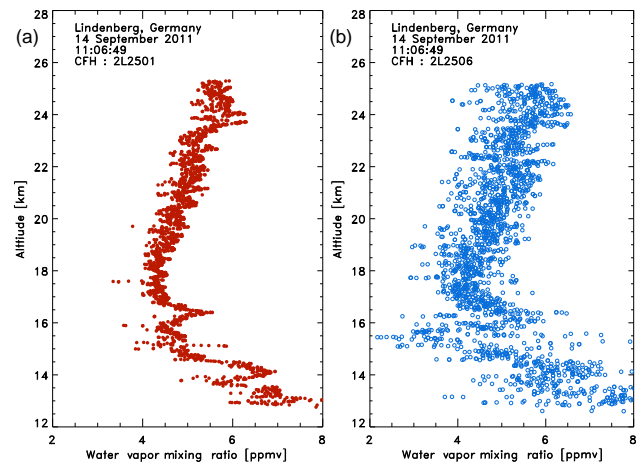 (a)
Lindenberg, Germany
14 September 2011
11:06:49
CFH : 2L2501
28
26
24
22
20
18
16
14
12
Altitude [km]
2 4 6 8
Water vapor mixing ratio [ppmv]
(b)
Lindenberg, Germany
14 September 2011
11:06:49
CFH : 2L2506
28
26
24
22
20
18
16
14
12
Altitude [km]
2 4 6 8
Water vapor mixing ratio [ppmv]